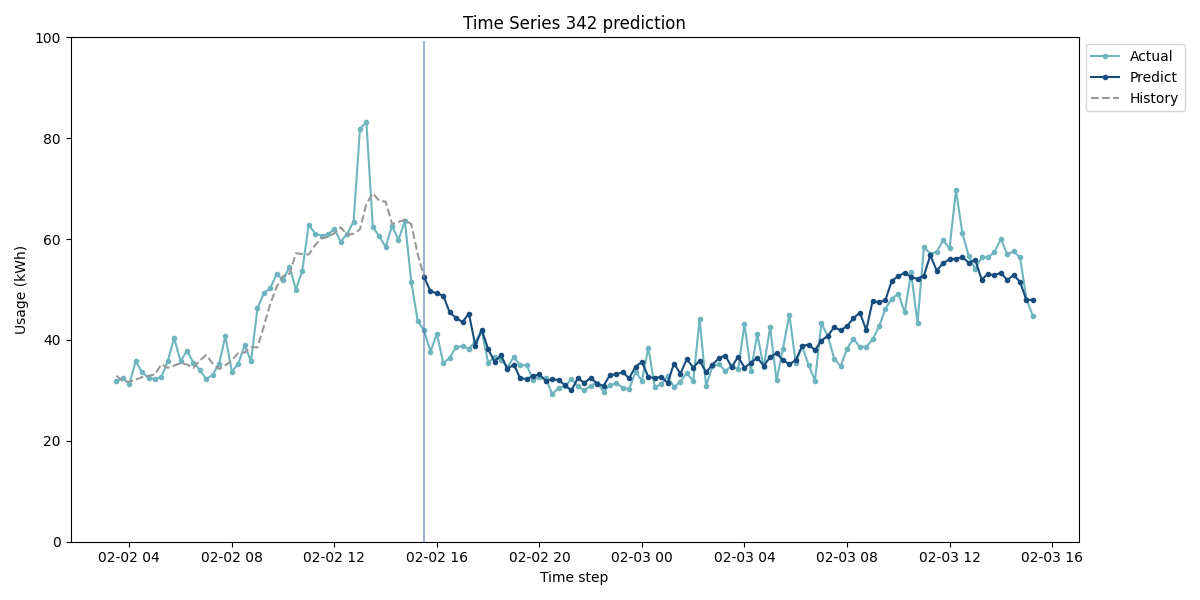 Time Series 342 prediction
Usage (kWh)
100
80
60
40
20
0
02-02 04
02-02 08
02-02 12
02-02 16
02-02 20
02-03 00
02-03 04
02-03 08
02-03 12
02-03 16
Time step
Actual
Predict
History